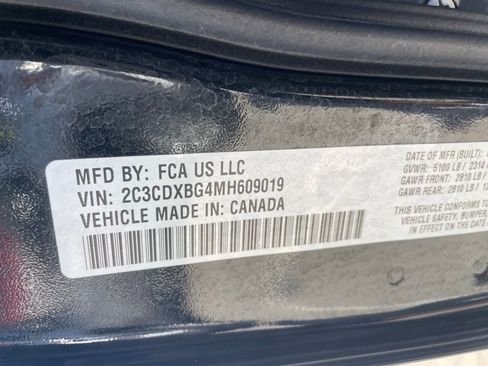 MFD BY: FCA US LLC
VIN: 2C3CDXBG4MH609019
VEHICLE MADE IN: CANADA
DATE OF MFR (BUILT):
GVWR: 5100 LB / 2314
GAWR FRONT: 2810 LB /
GAWR REAR: 2810 LB / 12
THIS VEHICLE CONFORMS TO
VEHICLE SAFETY, BUMPER,
IN EFFECT ON THE DATE